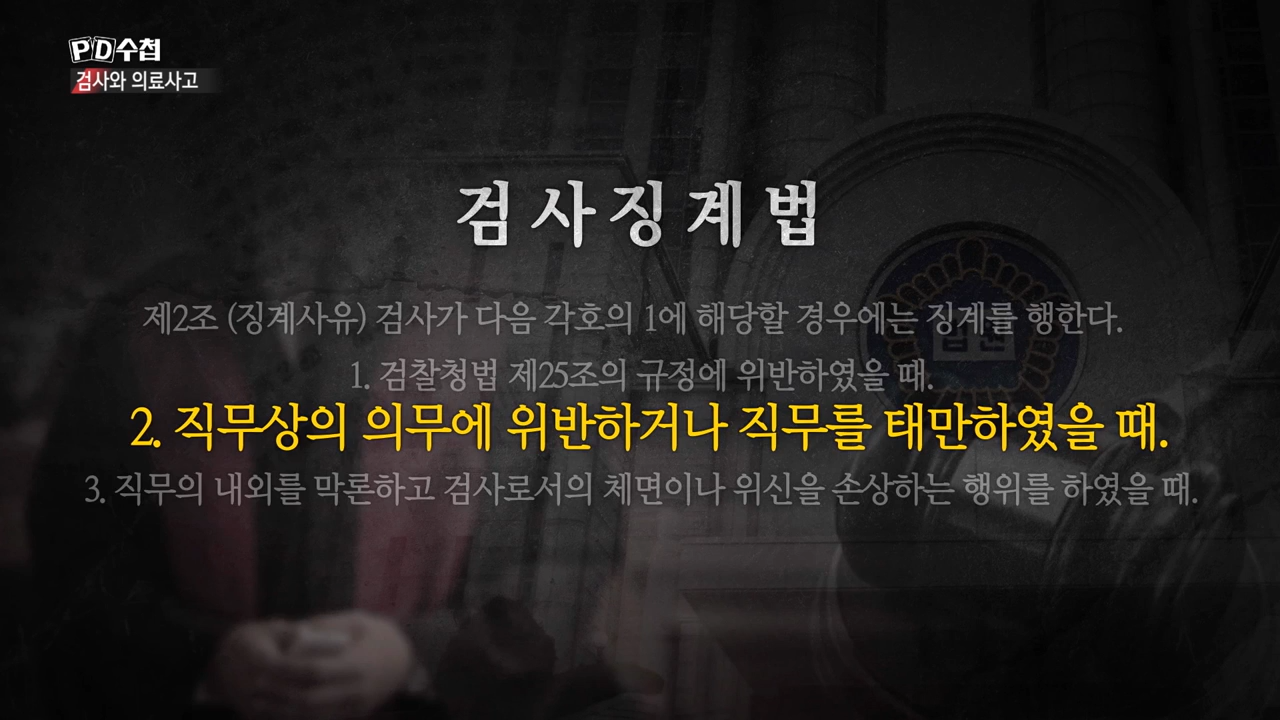 PD수첩
검사와 의료사고
검사징계법
제2조 (징계사유) 검사가 다음 각호의 1에 해당할 경우에는 징계를 행한다.
1. 검찰청법 제25조의 규정에 위반하였을 때.
2. 직무상의 의무에 위반하거나 직무를 태만하였을 때.
3. 직무의 내외를 막론하고 검사로서의 체면이나 위신을 손상하는 행위를 하였을 때.